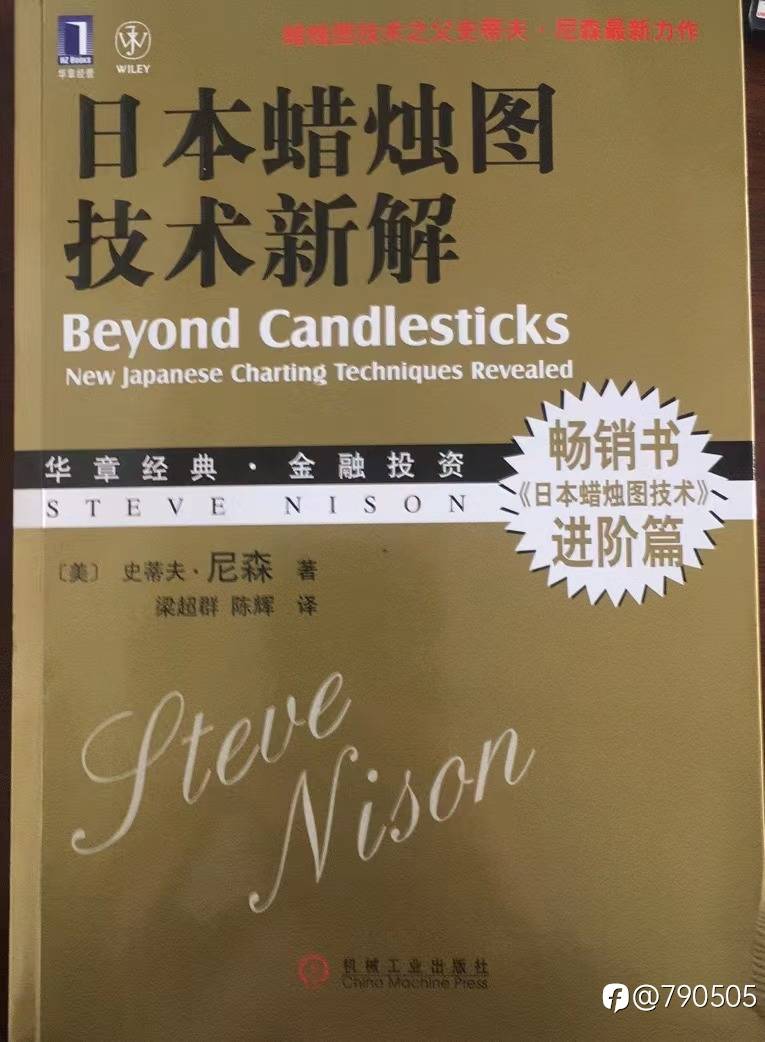 蜡烛图技术之父史蒂夫·尼森最新力作
HZ Books
华章经管
WILEY
日本蜡烛图
技术新解
Beyond Candlesticks
New Japanese Charting Techniques Revealed
畅销书
《日本蜡烛图技术》
进阶篇
华章经典·金融投资
STEVE NISON
〔美〕 史蒂夫·尼森 著
梁超群 陈辉 译
Steve
Nison
机械工业出版社
China Machine Press
@790505